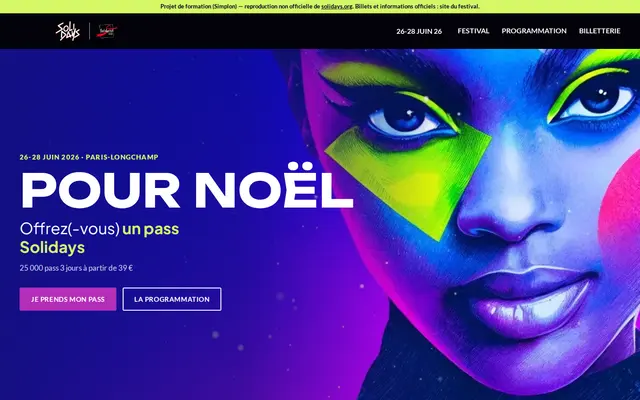 Projet de formation (Simplon) — reproduction non officielle de solidays.org. Billets et informations officiels : site du festival.
SOLI DAYS
26-28 JUIN 26
FESTIVAL
PROGRAMMATION
BILLETTERIE
26-28 JUIN 2026 · PARIS-LONGCHAMP
POUR NOËL
Offrez(-vous) un pass
Solidays
25 000 pass 3 jours à partir de 39 €
JE PRENDS MON PASS
LA PROGRAMMATION